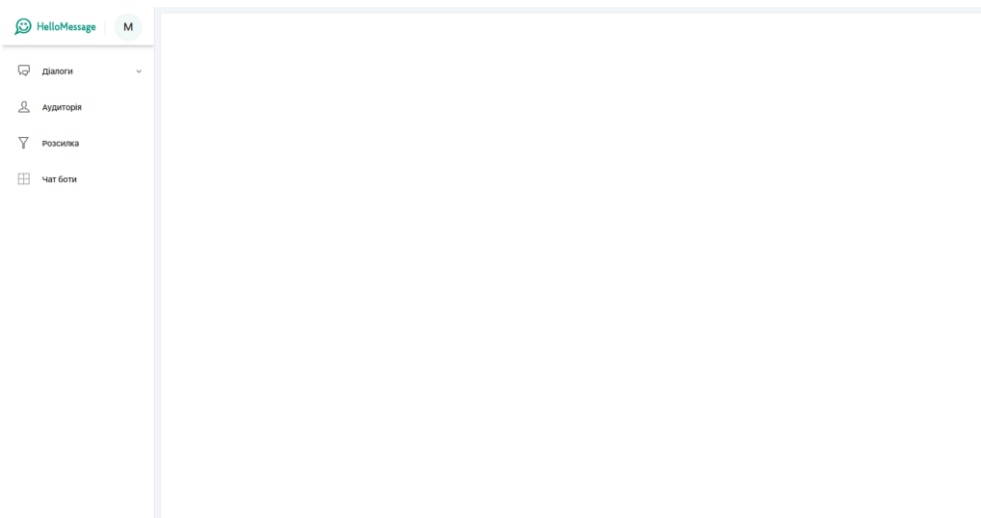 HelloMessage
M
Діалоги
Аудиторія
Розсилка
Чат боти